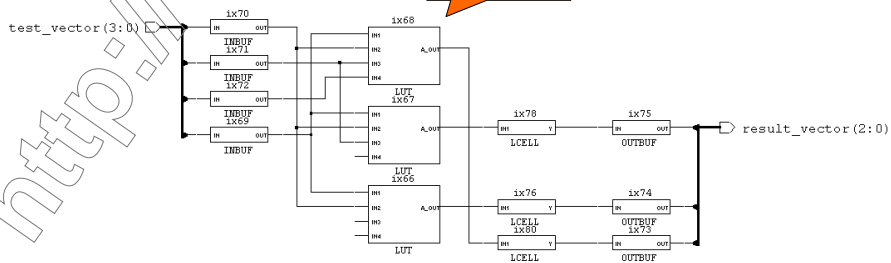 http://
test_vector(3:0)
ix70
IN OUT
INBUF
ix71
IN OUT
INBUF
ix72
IN OUT
INBUF
ix69
IN OUT
INBUF
ix68
IN1
IN2 A_OUT
IN3
IN4
LUT
ix67
IN1
IN2 A_OUT
IN3
IN4
LUT
ix66
IN1
IN2 A_OUT
IN3
IN4
LUT
ix78
IN1 Y
LCELL
ix75
IN OUT
OUTBUF
ix76
IN1 Y
LCELL
ix74
IN OUT
OUTBUF
ix80
IN1 Y
LCELL
ix73
IN OUT
OUTBUF
result_vector(2:0)